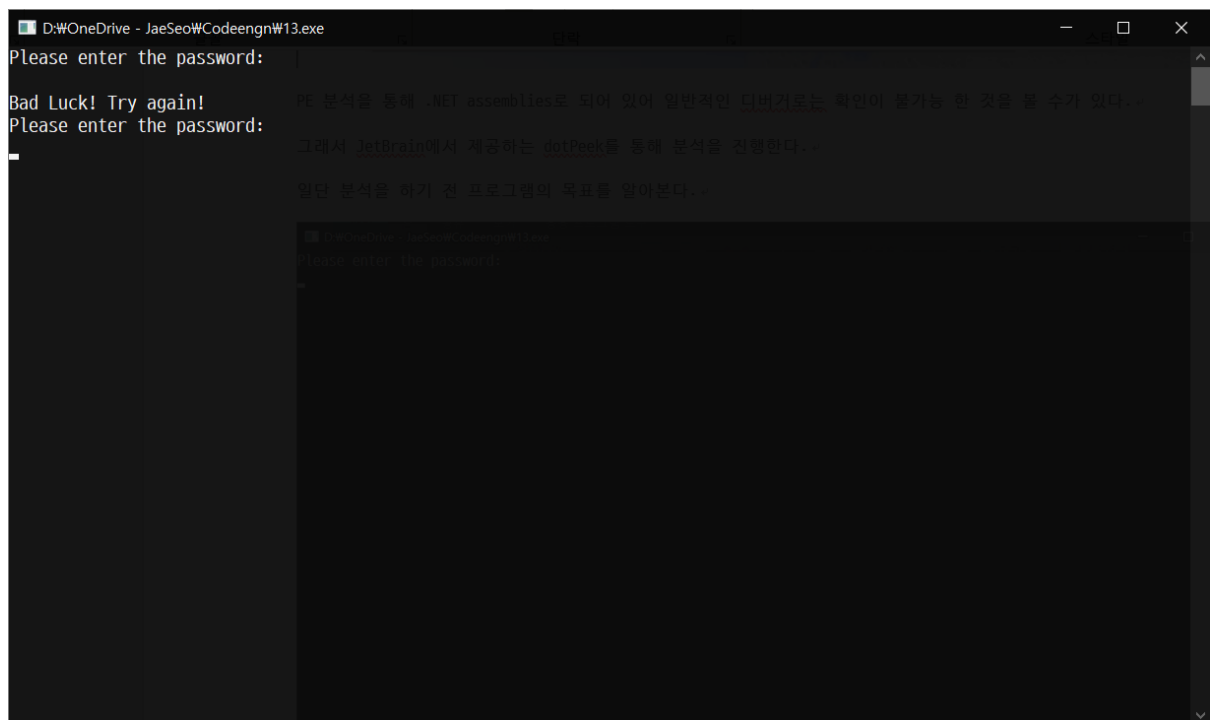 D:₩OneDrive - JaeSeo₩Codeengn₩13.exe
Please enter the password:
Bad Luck! Try again!
Please enter the password:
PE 분석을 통해 .NET assemblies로 되어 있어 일반적인 디버거로는 확인이 불가능 한 것을 볼 수가 있다.
그래서 JetBrain에서 제공하는 dotPeek를 통해 분석을 진행한다.
일단 분석을 하기 전 프로그램의 목표를 알아본다.
D:₩OneDrive - JaeSeo₩Codeengn₩13.exe
Please enter the password: